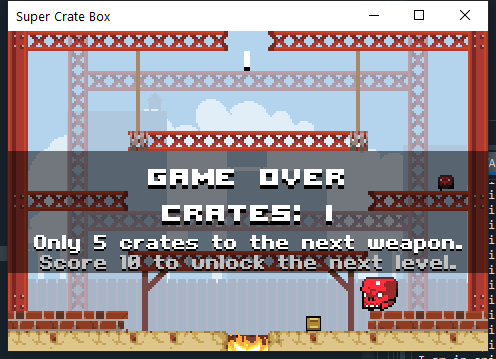 Super Crate Box
1
GAME OVER
CRATES: 1
Only 5 crates to the next weapon.
Score 10 to unlock the next level.